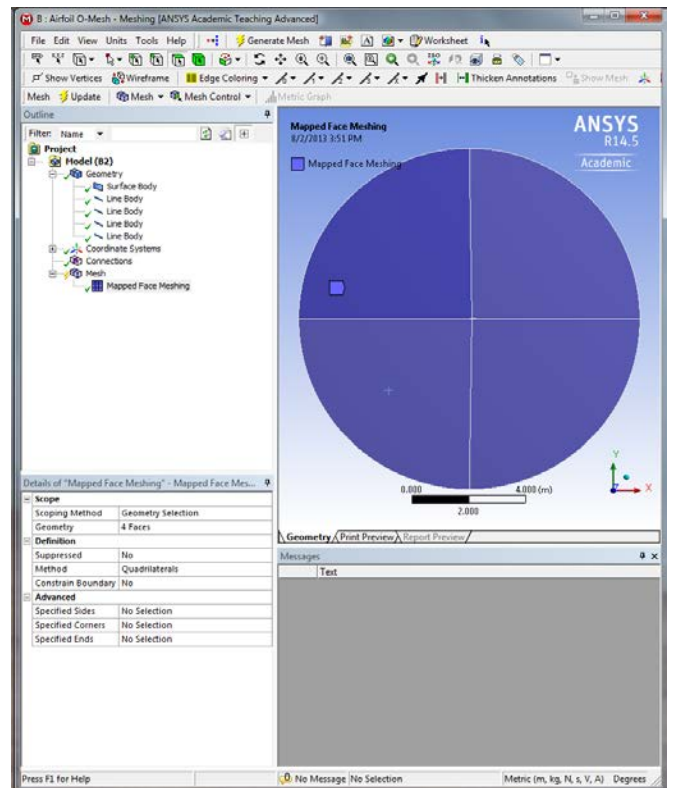 B : Airfoil O-Mesh - Meshing [ANSYS Academic Teaching Advanced]
File Edit View Units Tools Help Generate Mesh Worksheet
Show Vertices Wireframe Edge Coloring Thicken Annotations Show Mesh
Mesh Update Mesh Mesh Control Metric Graph
Outline
Filter: Name
Project
Model (B2)
Geometry
Surface Body
Line Body
Line Body
Line Body
Line Body
Coordinate Systems
Connections
Mesh
Mapped Face Meshing
Mapped Face Meshing
8/2/2013 3:51 PM
Mapped Face Meshing
ANSYS
R14.5
Academic
Y
X
Z
0.000
4.000 (m)
2.000
Geometry Print Preview Report Preview
Details of "Mapped Face Meshing" - Mapped Face Mes...
Scope
Scoping Method Geometry Selection
Geometry 4 Faces
Definition
Suppressed No
Method Quadrilaterals
Constrain Boundary No
Advanced
Specified Sides No Selection
Specified Corners No Selection
Specified Ends No Selection
Messages
Text
Press F1 for Help
0 No Message No Selection
Metric (m, kg, N, s, V, A) Degrees